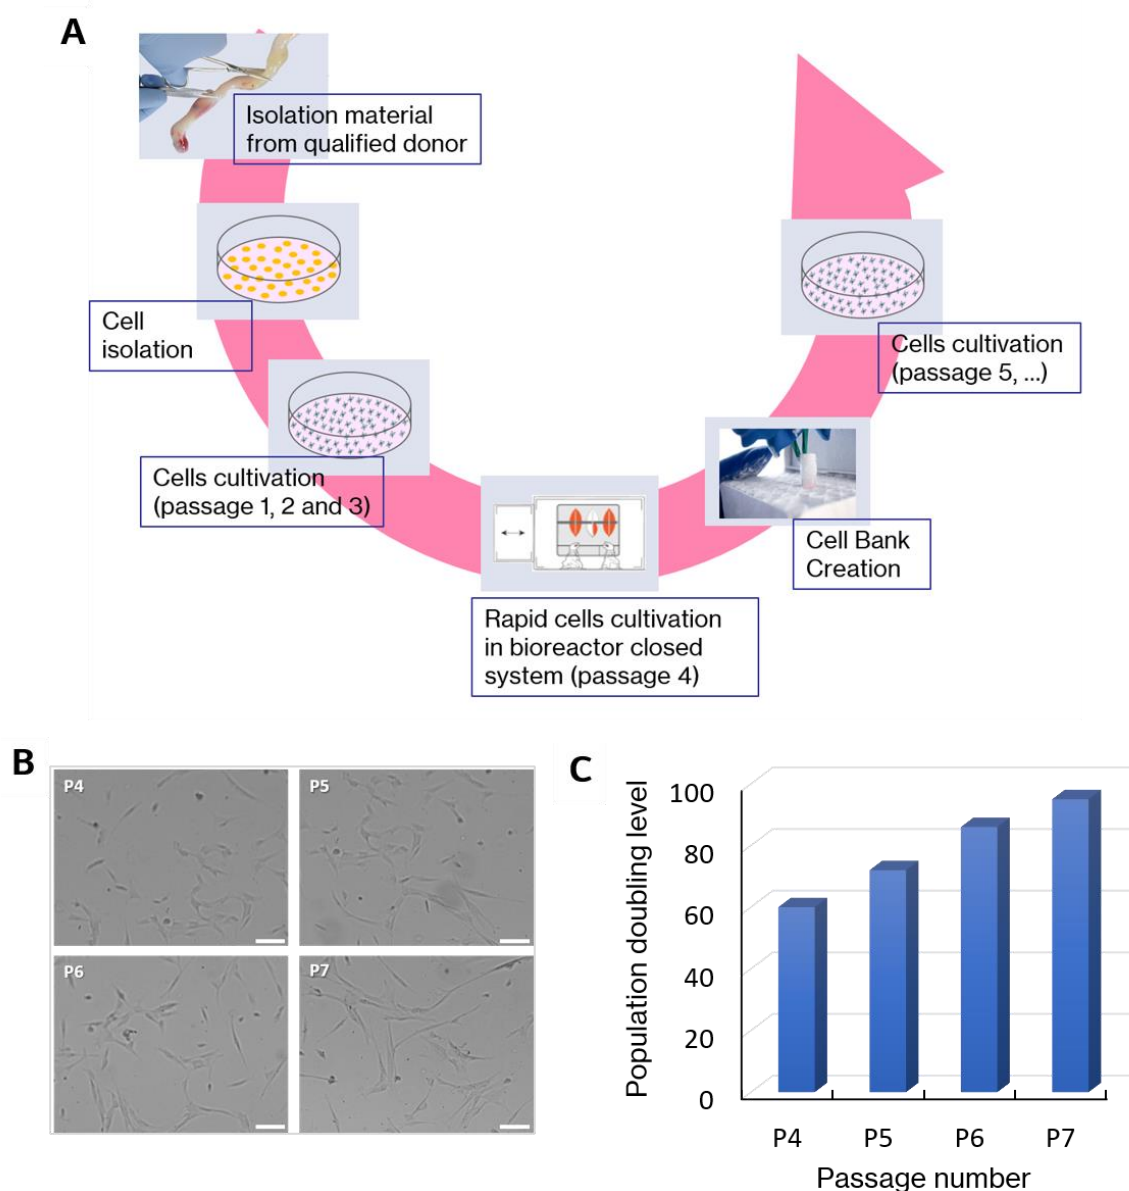 A
Isolation material
from qualified donor
Cell
isolation
Cells cultivation
(passage 1, 2 and 3)
Rapid cells cultivation
in bioreactor closed
system (passage 4)
Cell Bank
Creation
Cells cultivation
(passage 5, ...)
B
P4
P5
P6
P7
C
Population doubling level
100
80
60
40
20
0
P4
P5
P6
P7
Passage number